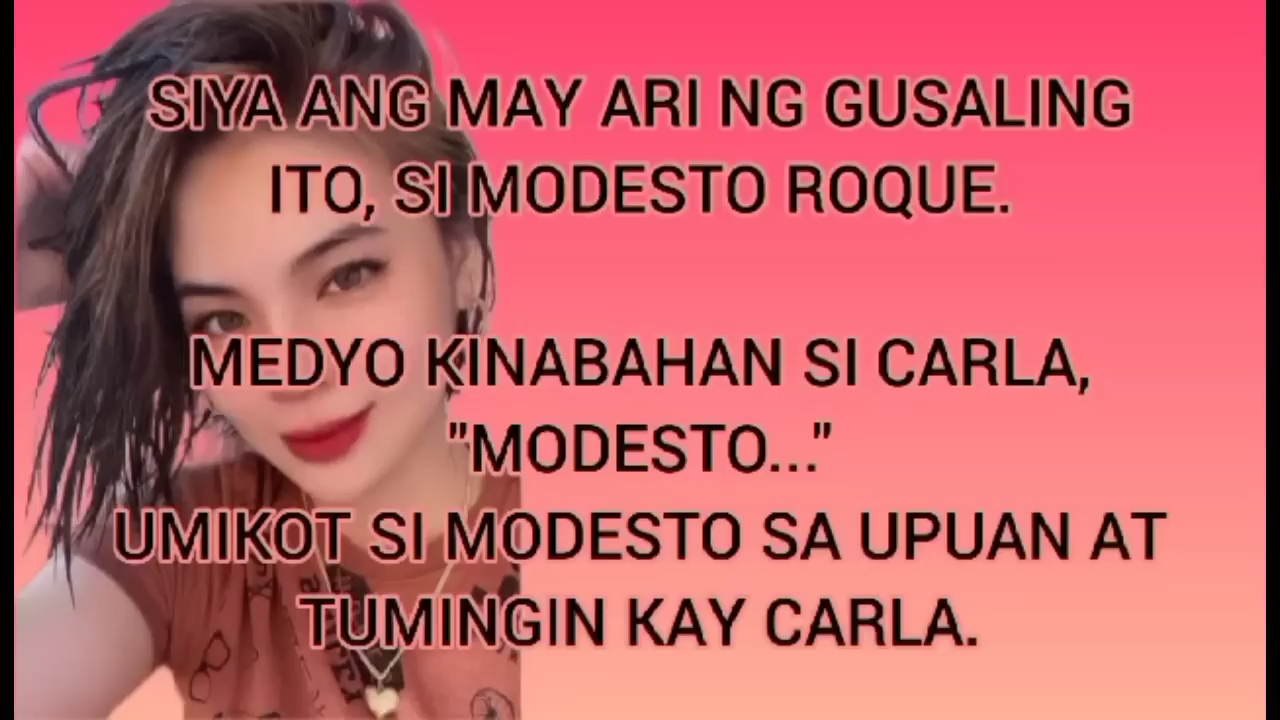 SIYA ANG MAY ARI NG GUSALING
ITO, SI MODESTO ROQUE.
MEDYO KINABAHAN SI CARLA,
"MODESTO..."
UMIKOT SI MODESTO SA UPUAN AT
TUMINGIN KAY CARLA.